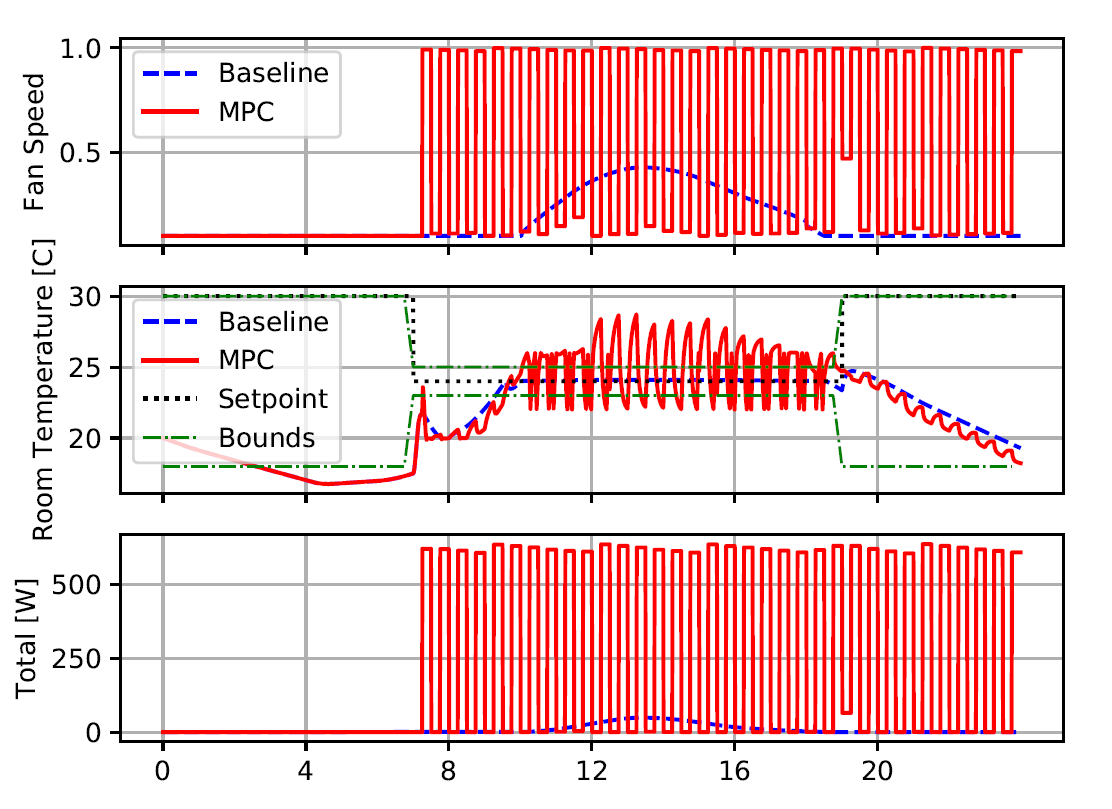 Fan Speed
1.0
0.5
Baseline
MPC
Room Temperature [C]
30
25
20
Baseline
MPC
Setpoint
Bounds
Total [W]
500
250
0
0 4 8 12 16 20